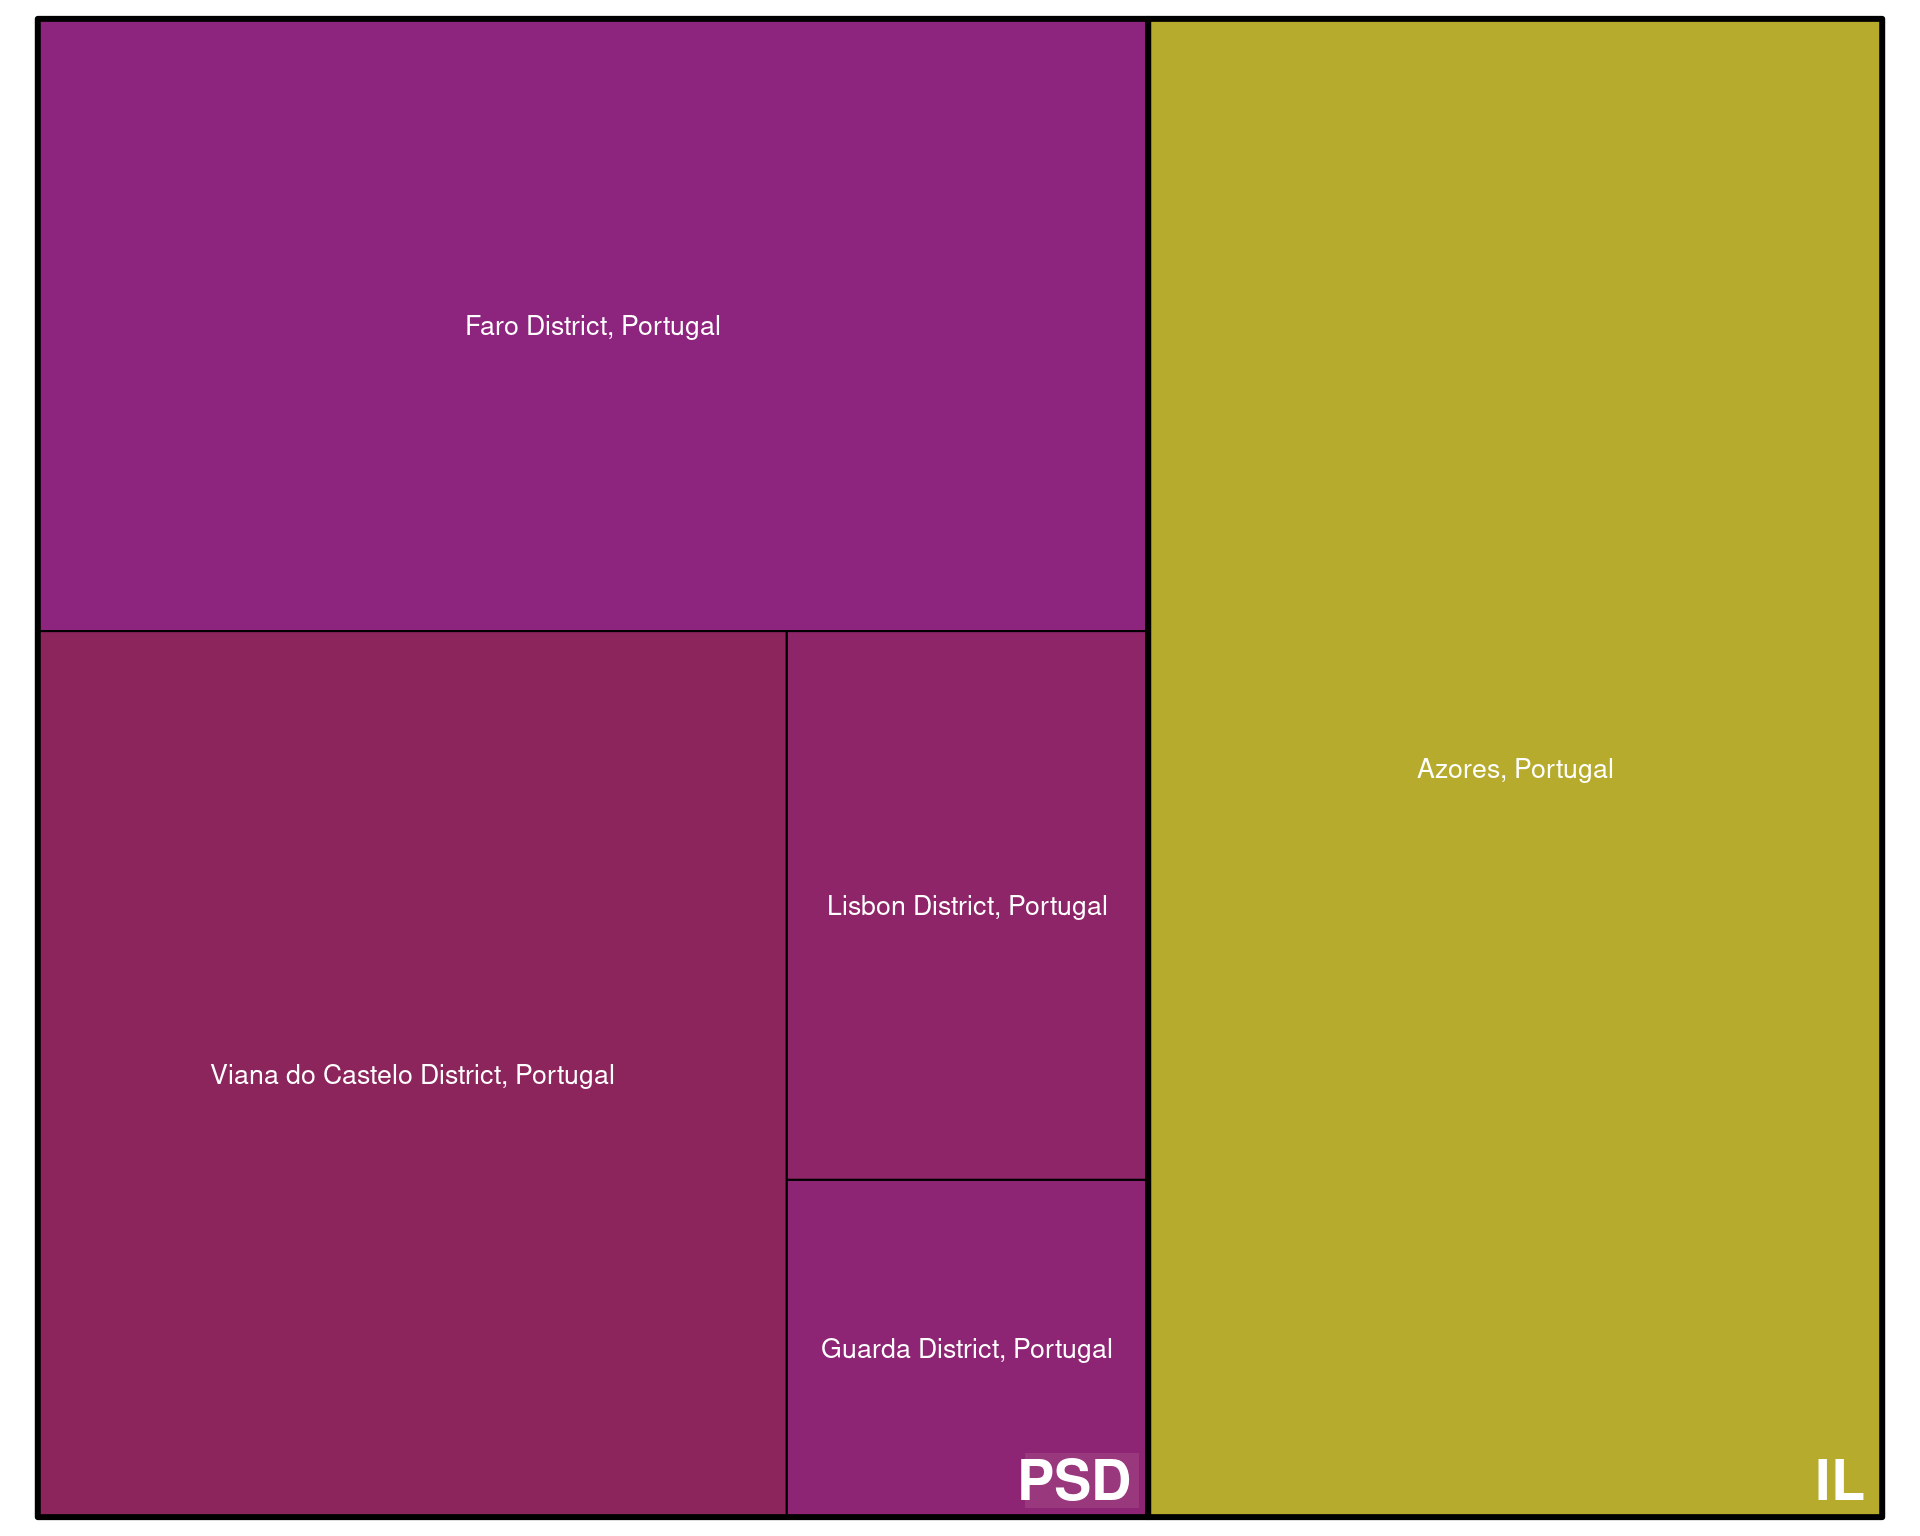 Faro District, Portugal
Azores, Portugal
Lisbon District, Portugal
Viana do Castelo District, Portugal
Guarda District, Portugal
PSD
IL